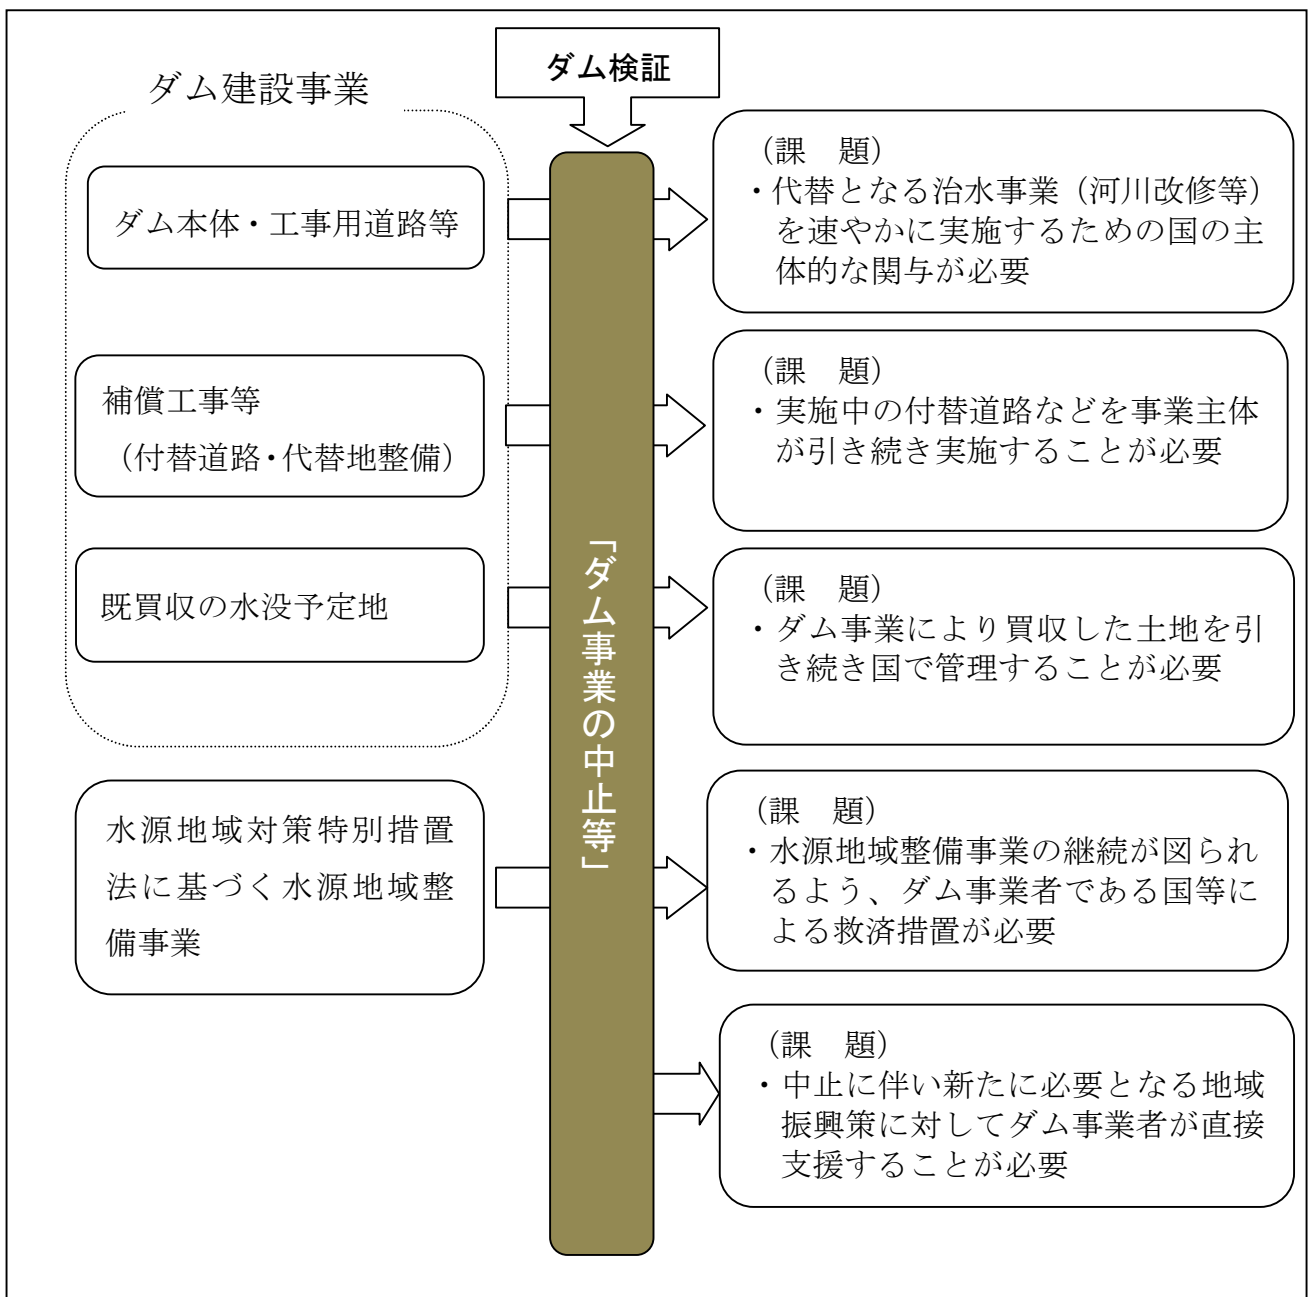 ダム検証
ダム建設事業
ダム本体・工事用道路等
補償工事等
（付替道路・代替地整備）
既買収の水没予定地
水源地域対策特別措置
法に基づく水源地域整
備事業
「ダム事業の中止等」
（課　題）
・代替となる治水事業（河川改修等）
を速やかに実施するための国の主
体的な関与が必要
（課　題）
・実施中の付替道路などを事業主体
が引き続き実施することが必要
（課　題）
・ダム事業により買収した土地を引
き続き国で管理することが必要
（課　題）
・水源地域整備事業の継続が図られ
るよう、ダム事業者である国等に
よる救済措置が必要
（課　題）
・中止に伴い新たに必要となる地域
振興策に対してダム事業者が直接
支援することが必要